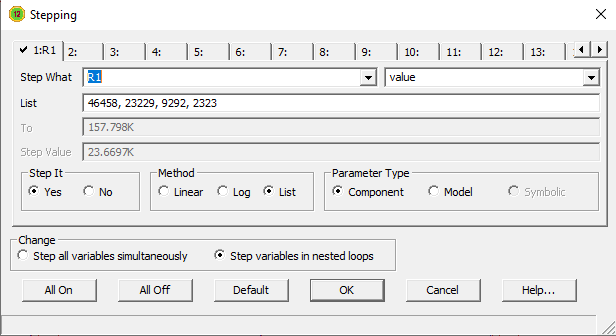 12 Stepping
1:R1 2: 3: 4: 5: 6: 7: 8: 9: 10: 11: 12: 13:
Step What R1 value
List 46458, 23229, 9292, 2323
To 157.798K
Step Value 23.6697K
Step It Method Parameter Type
Yes No Linear Log List Component Model Symbolic
Change
Step all variables simultaneously Step variables in nested loops
All On All Off Default OK Cancel Help...